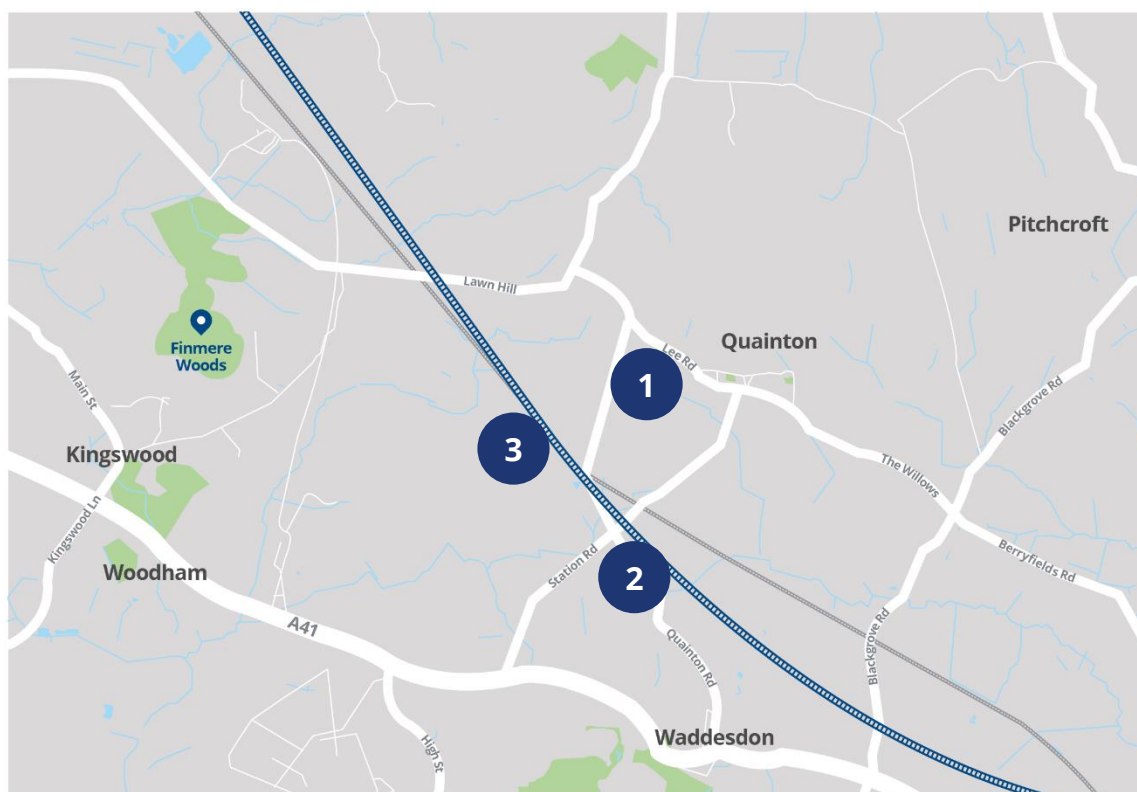 Pitchcroft
Lawn Hill
Quainton
Finmere
Woods
Lee Rd
1
Main St
Blackgrove Rd
3
Kingswood
The Willows
Kingswood Ln
Station Rd
Berryfields Rd
Woodham
2
A41
Quainton Rd
Blackgrove Rd
Waddesdon
High St